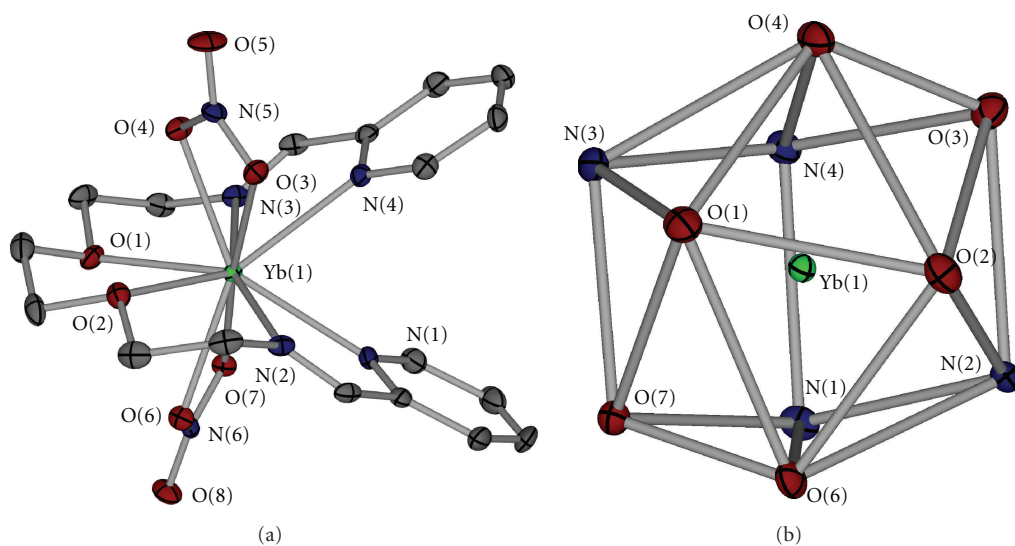 O(5)
N(5)
O(4)
O(3)
N(3)
N(4)
O(1)
Yb(1)
O(2)
N(1)
N(2)
O(7)
O(6)
N(6)
O(8)
(a)
O(4)
O(3)
N(3)
N(4)
O(1)
O(2)
Yb(1)
N(2)
O(7)
N(1)
O(6)
(b)